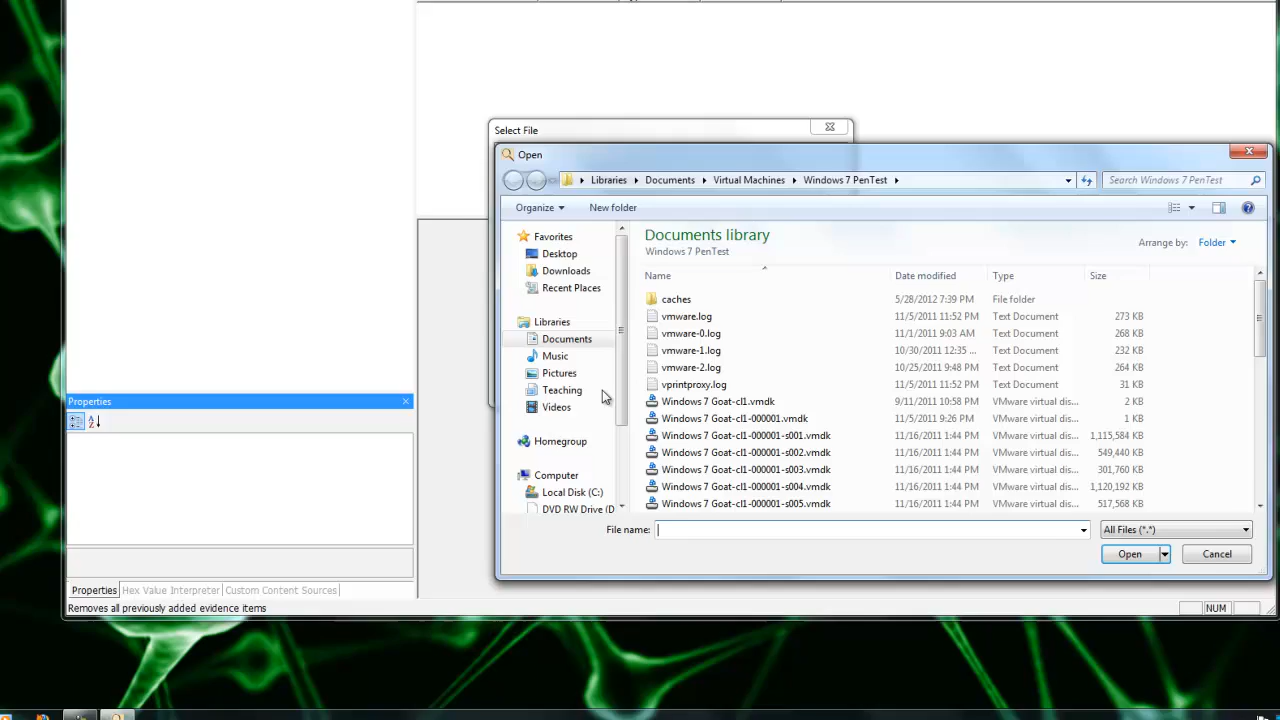 Select File
Open
Libraries Documents Virtual Machines Windows 7 PenTest
Search Windows 7 PenTest
Organize New folder
Favorites
Desktop
Downloads
Recent Places
Libraries
Documents
Music
Pictures
Teaching
Videos
Homegroup
Computer
Local Disk (C:)
DVD RW Drive (D
Documents library
Windows 7 PenTest
Arrange by: Folder
Name Date modified Type Size
caches 5/28/2012 7:39 PM File folder
vmware.log 11/5/2011 11:52 PM Text Document 273 KB
vmware-0.log 11/1/2011 9:03 AM Text Document 268 KB
vmware-1.log 10/30/2011 12:35 ... Text Document 232 KB
vmware-2.log 10/25/2011 9:48 PM Text Document 264 KB
vprintproxy.log 11/5/2011 11:52 PM Text Document 31 KB
Windows 7 Goat-cl1.vmdk 9/11/2011 10:58 PM VMware virtual dis... 2 KB
Windows 7 Goat-cl1-000001.vmdk 11/5/2011 9:26 PM VMware virtual dis... 1 KB
Windows 7 Goat-cl1-000001-s001.vmdk 11/16/2011 1:44 PM VMware virtual dis... 1,115,584 KB
Windows 7 Goat-cl1-000001-s002.vmdk 11/16/2011 1:44 PM VMware virtual dis... 549,440 KB
Windows 7 Goat-cl1-000001-s003.vmdk 11/16/2011 1:44 PM VMware virtual dis... 301,760 KB
Windows 7 Goat-cl1-000001-s004.vmdk 11/16/2011 1:44 PM VMware virtual dis... 1,120,192 KB
Windows 7 Goat-cl1-000001-s005.vmdk 11/16/2011 1:44 PM VMware virtual dis... 517,568 KB
File name: All Files (*.*)
Open Cancel
Properties
Properties Hex Value Interpreter Custom Content Sources
Removes all previously added evidence items
NUM